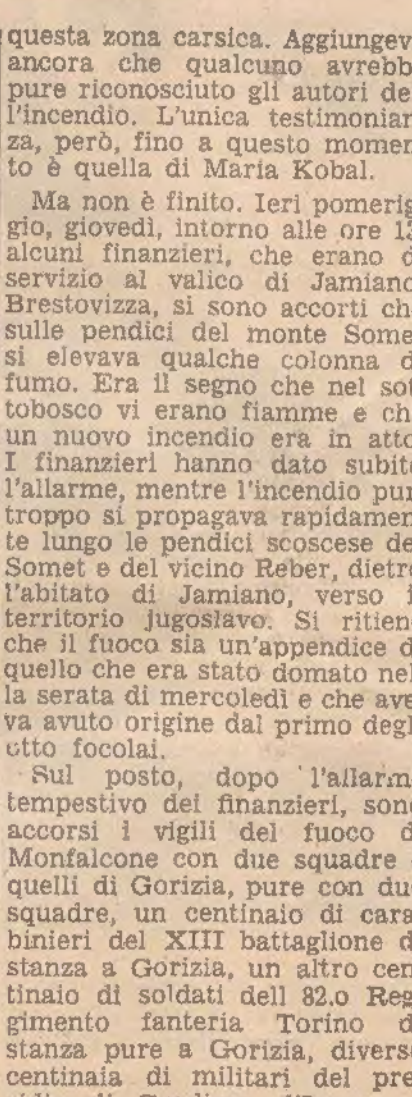 questa zona carsica. Aggiungev
ancora che qualcuno avrebb
pure riconosciuto gli autori de
l'incendio. L'unica testimonian
za, però, fino a questo momen
to è quella di Maria Kobal.
Ma non è finito. Ieri pomerig
gio, giovedì, intorno alle ore 13
alcuni finanzieri, che erano d
servizio al valico di Jamiano
Brestovizza, si sono accorti ch
sulle pendici del monte Some
si elevava qualche colonna d
fumo. Era il segno che nel sot
tobosco vi erano fiamme e ch
un nuovo incendio era in atto
I finanzieri hanno dato subito
l'allarme, mentre l'incendio pur
troppo si propagava rapidamen
te lungo le pendici scoscese de
Somet e del vicino Reber, dietro
l'abitato di Jamiano, verso i
territorio jugoslavo. Si ritien
che il fuoco sia un'appendice d
quello che era stato domato nel
la serata di mercoledì e che ave
va avuto origine dal primo degl
otto focolai.
Sul posto, dopo l'allarm
tempestivo dei finanzieri, sono
accorsi i vigili del fuoco d
Monfalcone con due squadre
quelli di Gorizia, pure con du
squadre, un centinaio di cara
binieri del XIII battaglione d
stanza a Gorizia, un altro cen
tinaio di soldati dell 82.o Reg
gimento fanteria Torino d
stanza pure a Gorizia, divers
centinaia di militari del pre